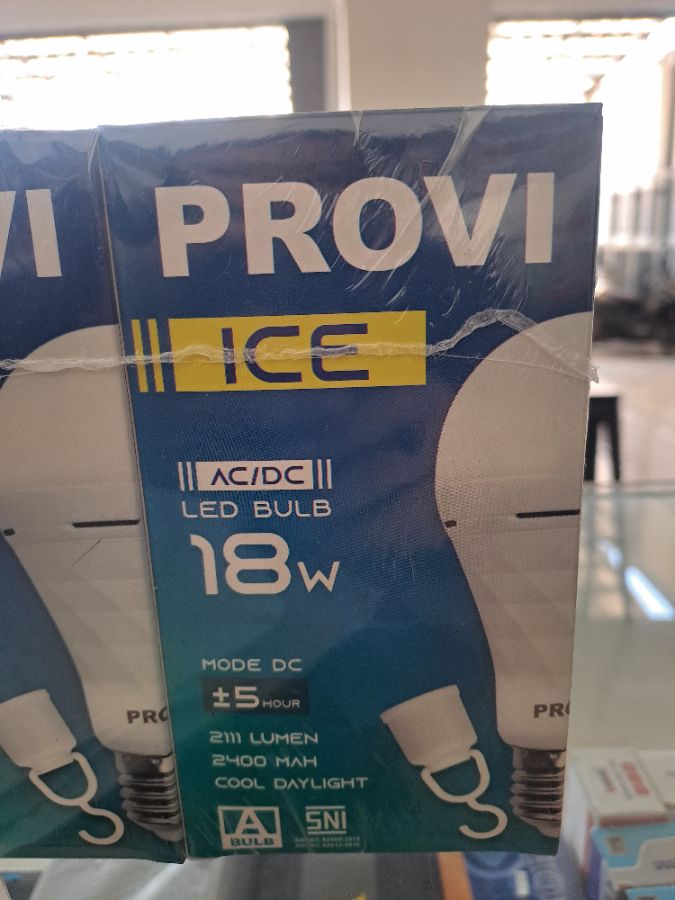 PROVI
ICE
AC/DC
LED BULB
18W
MODE DC
±5 HOUR
2111 LUMEN
2400 MAH
COOL DAYLIGHT
A
BULB
SNI
PRO
VI
PRO